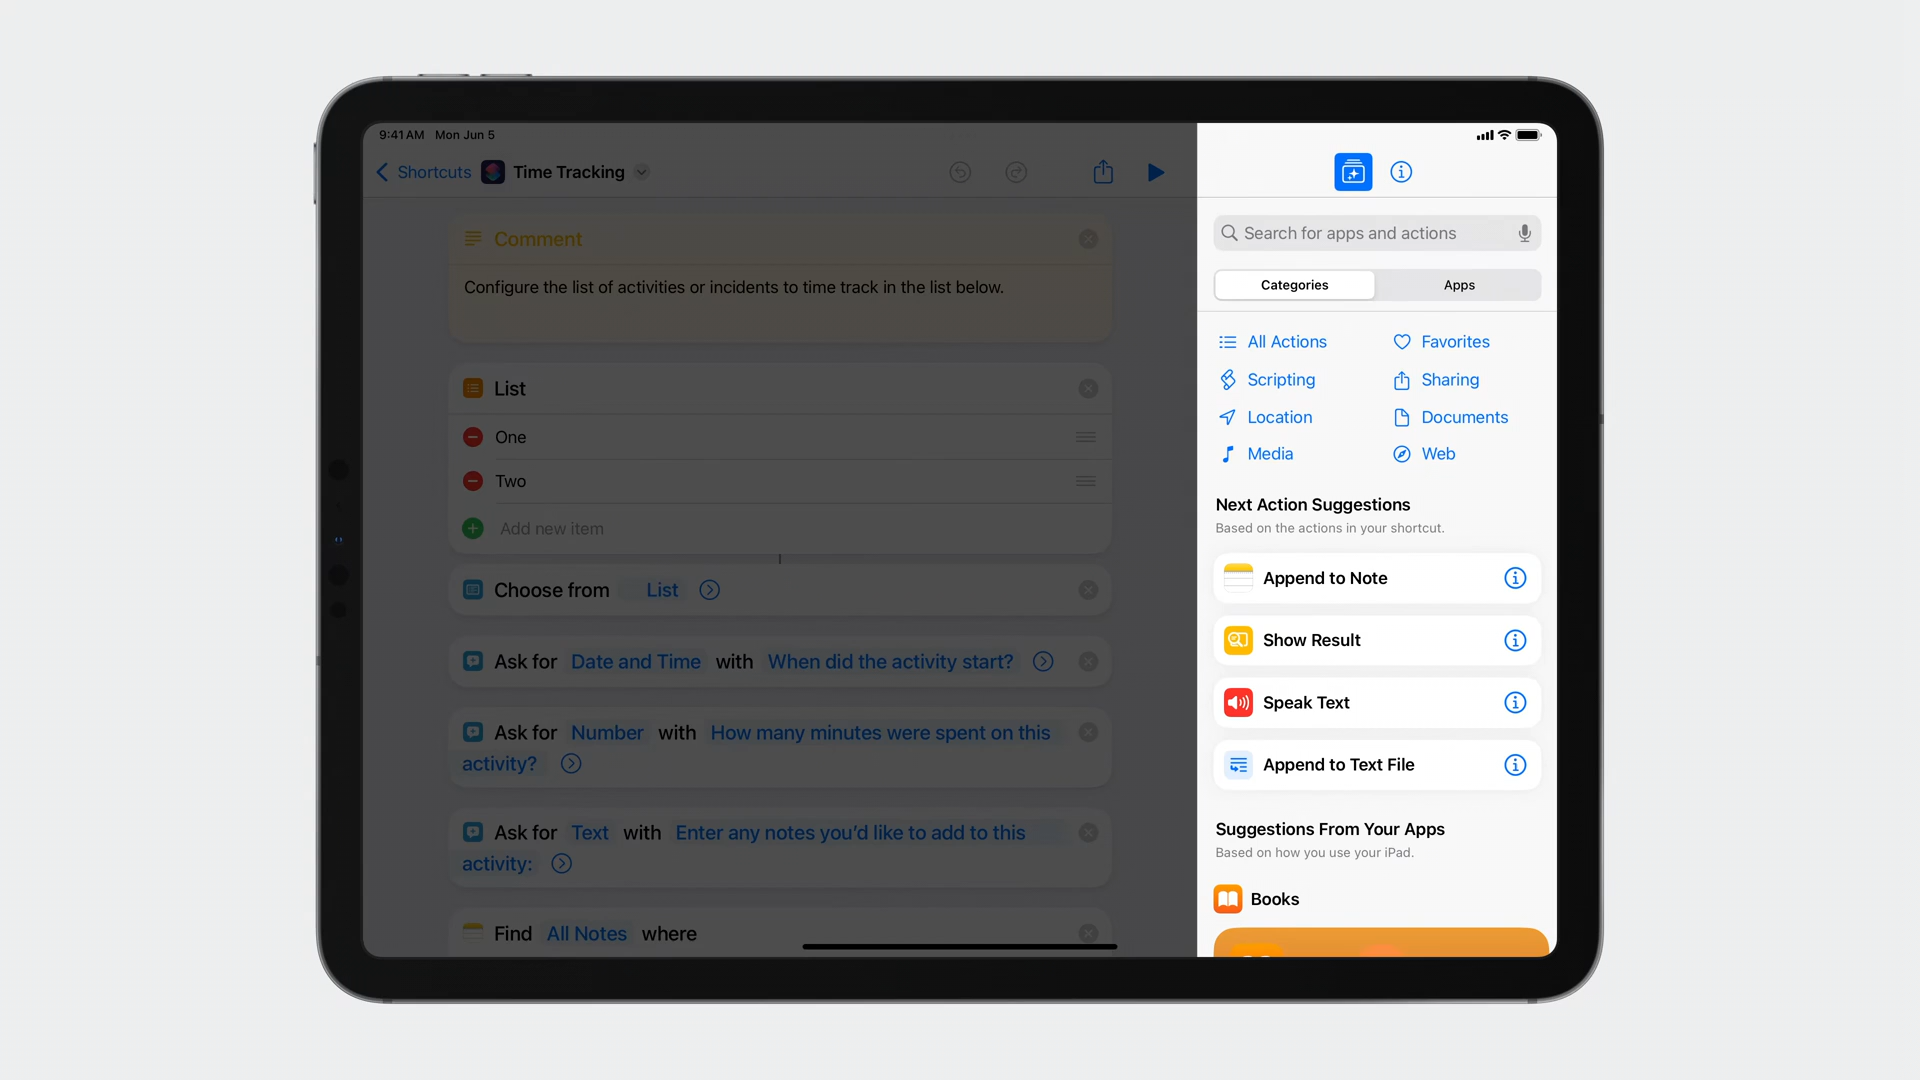 9:41 AM Mon Jun 5
Shortcuts Time Tracking
Comment
Configure the list of activities or incidents to time track in the list below.
List
One
Two
Add new item
Choose from List
Ask for Date and Time with When did the activity start?
Ask for Number with How many minutes were spent on this
activity?
Ask for Text with Enter any notes you’d like to add to this
activity:
Find All Notes where
Search for apps and actions
Categories Apps
All Actions Favorites
Scripting Sharing
Location Documents
Media Web
Next Action Suggestions
Based on the actions in your shortcut.
Append to Note
Show Result
Speak Text
Append to Text File
Suggestions From Your Apps
Based on how you use your iPad.
Books